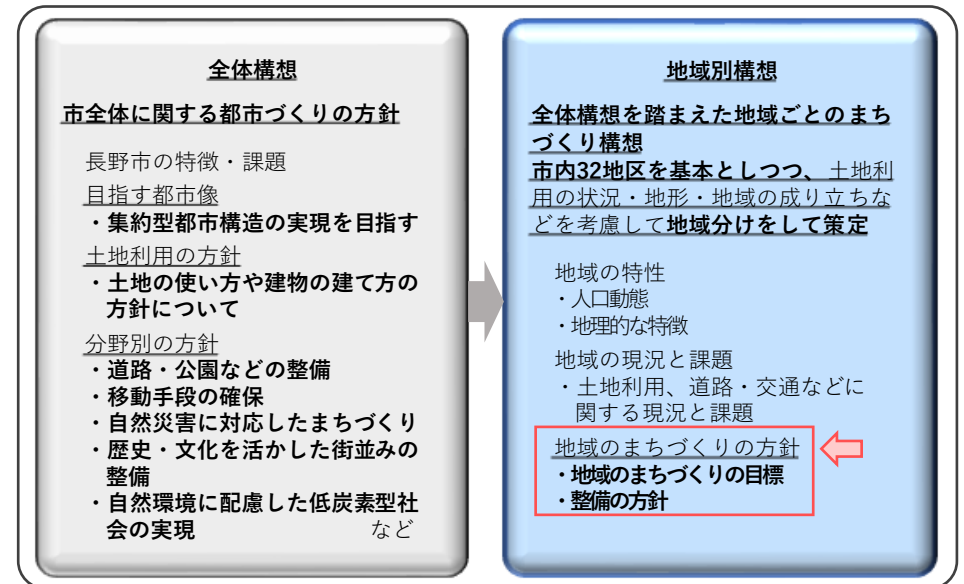 全体構想
市全体に関する都市づくりの方針
長野市の特徴・課題
目指す都市像
・集約型都市構造の実現を目指す
土地利用の方針
・土地の使い方や建物の建て方の
方針について
分野別の方針
・道路・公園などの整備
・移動手段の確保
・自然災害に対応したまちづくり
・歴史・文化を活かした街並みの
整備
・自然環境に配慮した低炭素型社
会の実現 など
地域別構想
全体構想を踏まえた地域ごとのまち
づくり構想
市内32地区を基本としつつ、土地利
用の状況・地形・地域の成り立ちな
どを考慮して地域分けをして策定
地域の特性
・人口動態
・地理的な特徴
地域の現況と課題
・土地利用、道路・交通などに
関する現況と課題
地域のまちづくりの方針
・地域のまちづくりの目標
・整備の方針